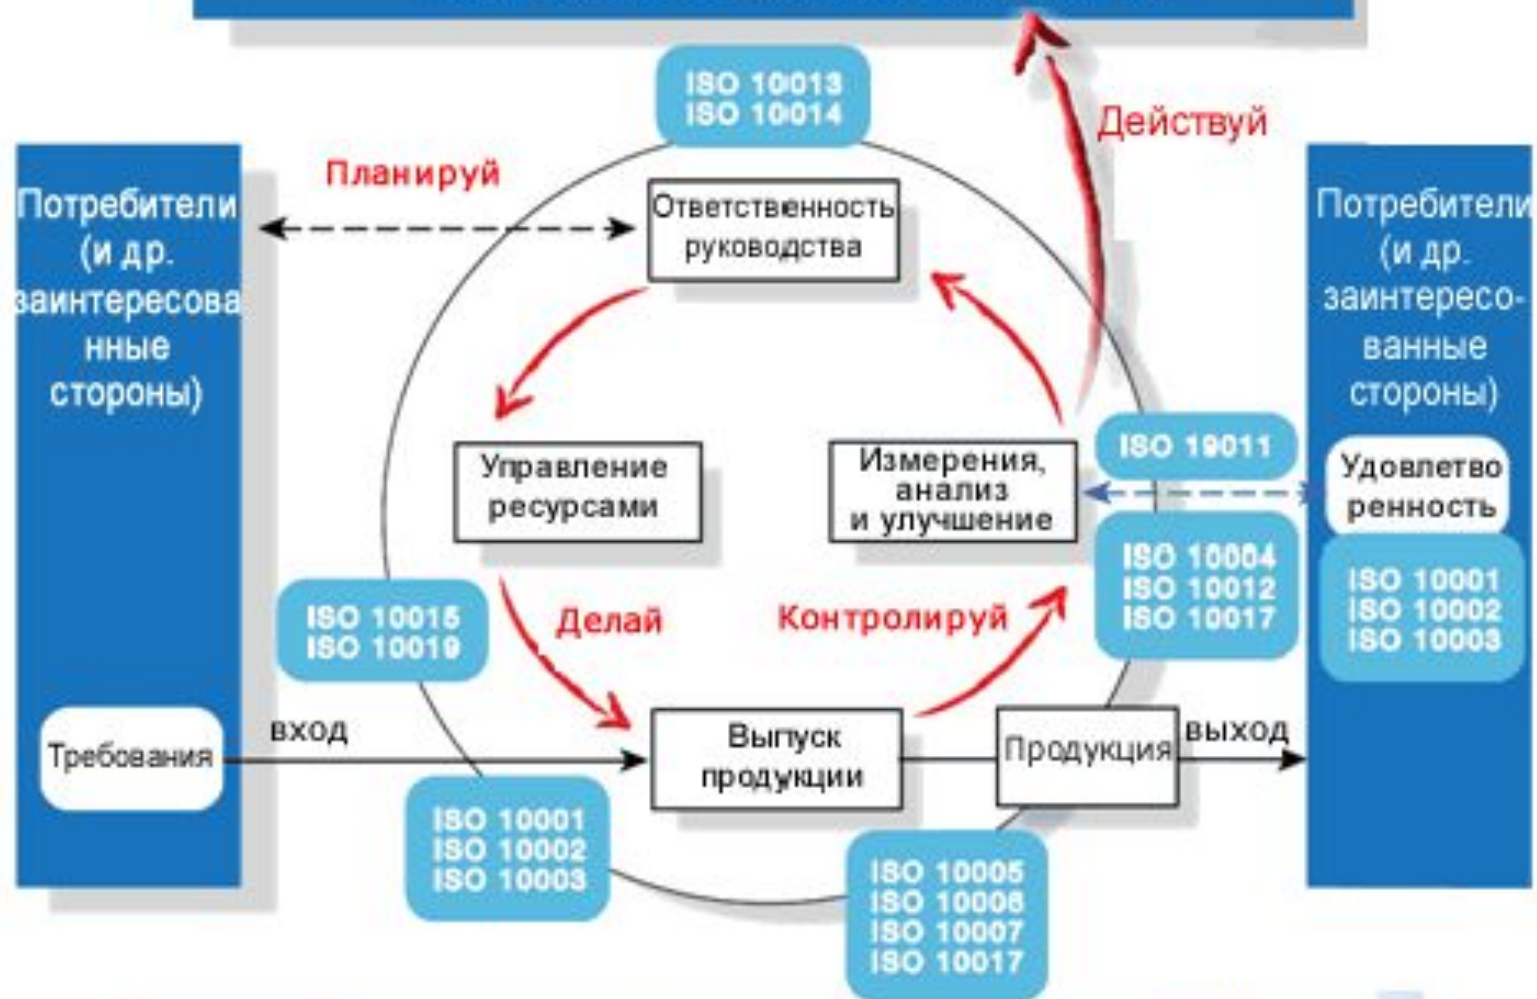 ISO 10013
ISO 10014
Действуй
Планируй
Потребители
(и др.
заинтересова
нные
стороны)
Ответственность
руководства
Потребители
(и др.
заинтересо-
ванные
стороны)
Управление
ресурсами
Измерения,
анализ
и улучшение
ISO 19011
Удовлетво
ренность
ISO 10004
ISO 10012
ISO 10017
ISO 10001
ISO 10002
ISO 10003
ISO 10015
ISO 10019
Делай
Контролируй
Требования
вход
Выпуск
продукции
Продукция
выход
ISO 10001
ISO 10002
ISO 10003
ISO 10005
ISO 10006
ISO 10007
ISO 10017